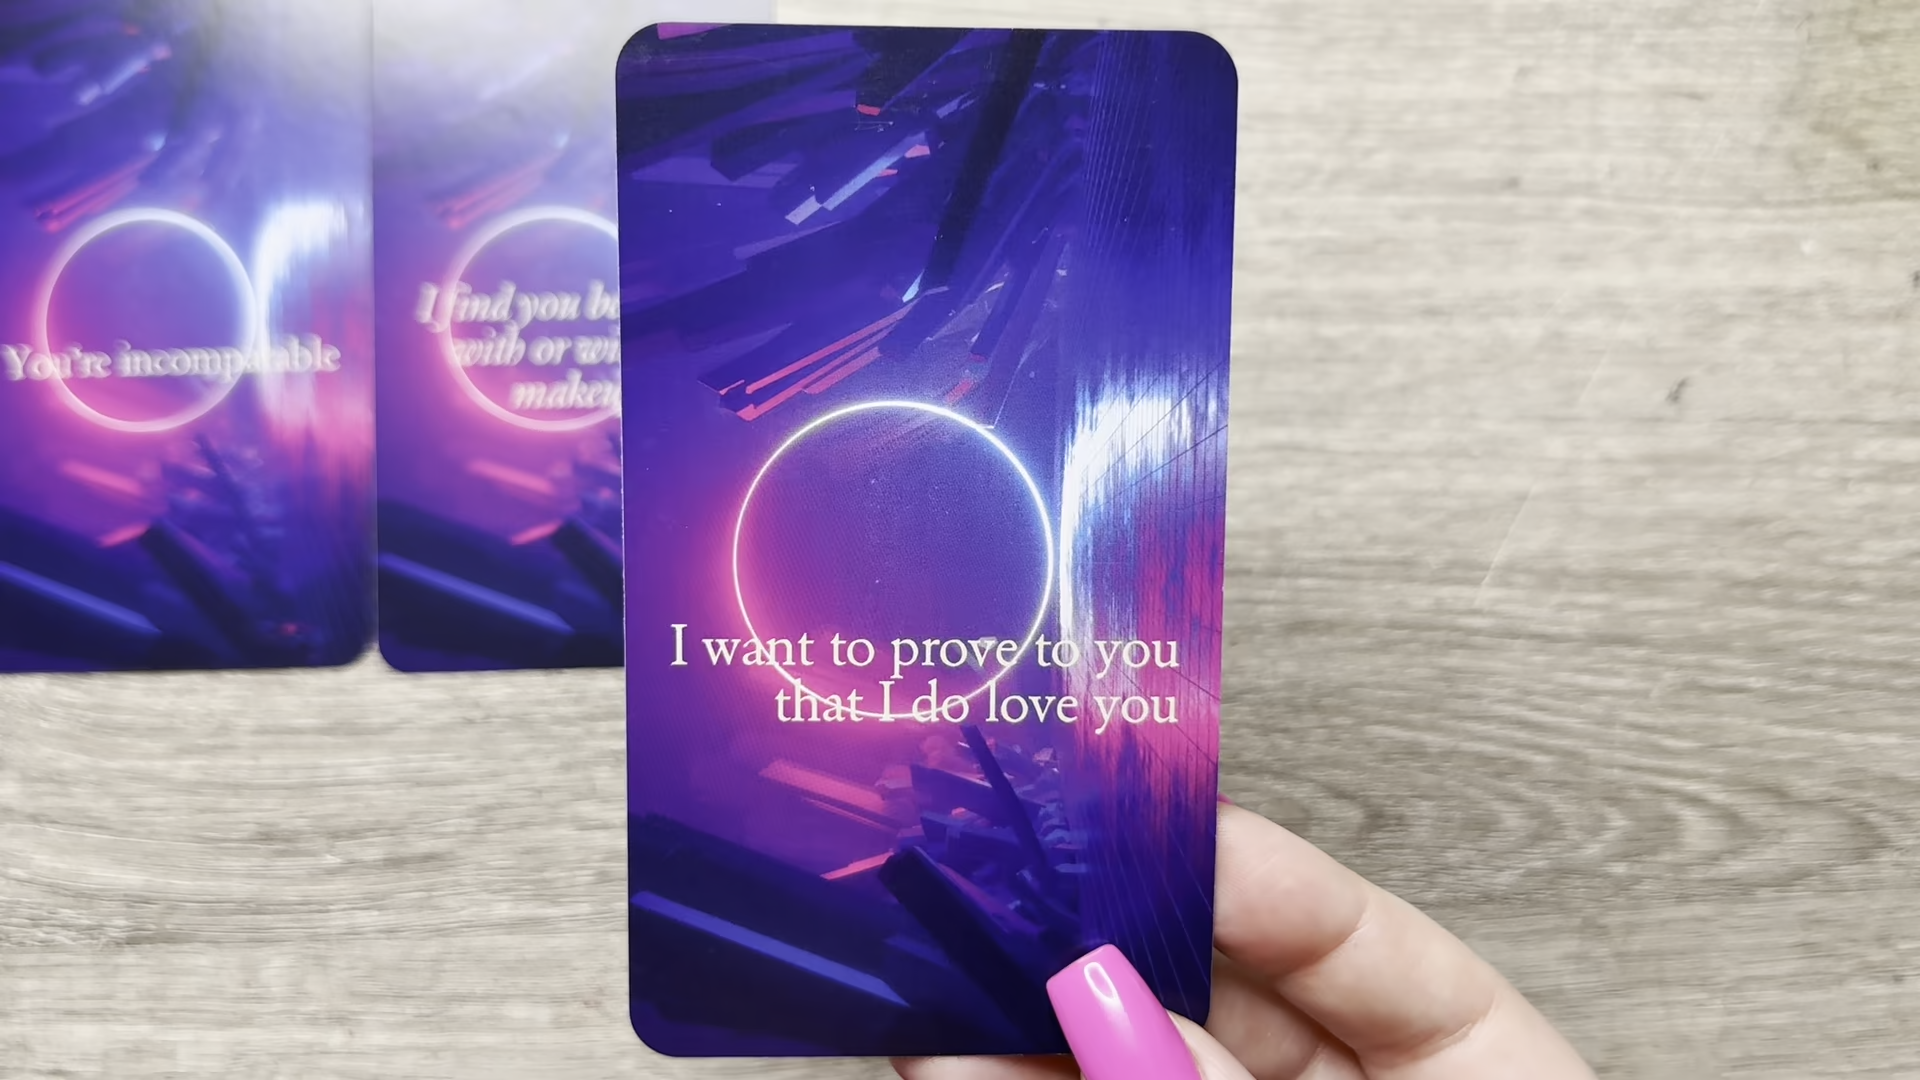 You're incomparable
I find you
with or
I want to prove to you
that I do love you